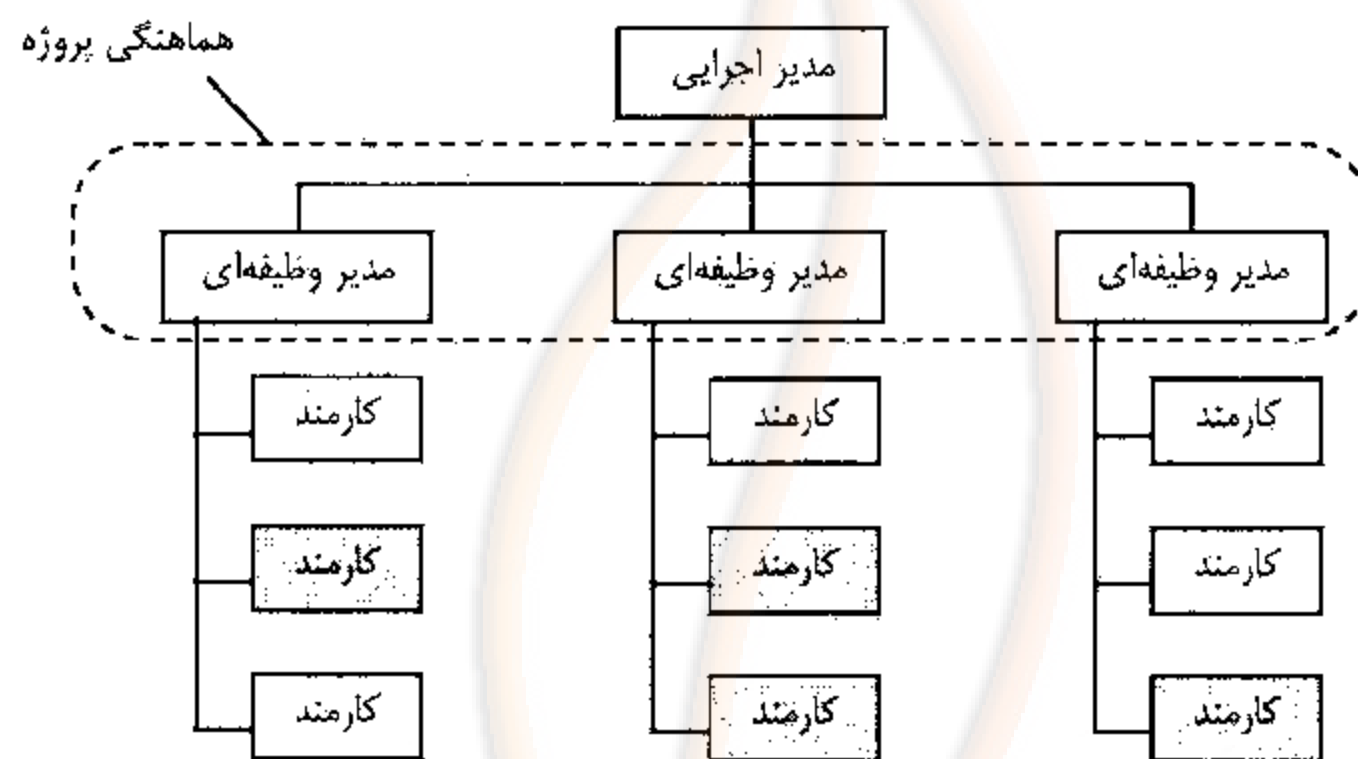 هماهنگی پروژه
مدیر اجرایی
مدیر وظیفه‌ای
مدیر وظیفه‌ای
مدیر وظیفه‌ای
کارمند
کارمند
کارمند
کارمند
کارمند
کارمند
کارمند
کارمند
کارمند